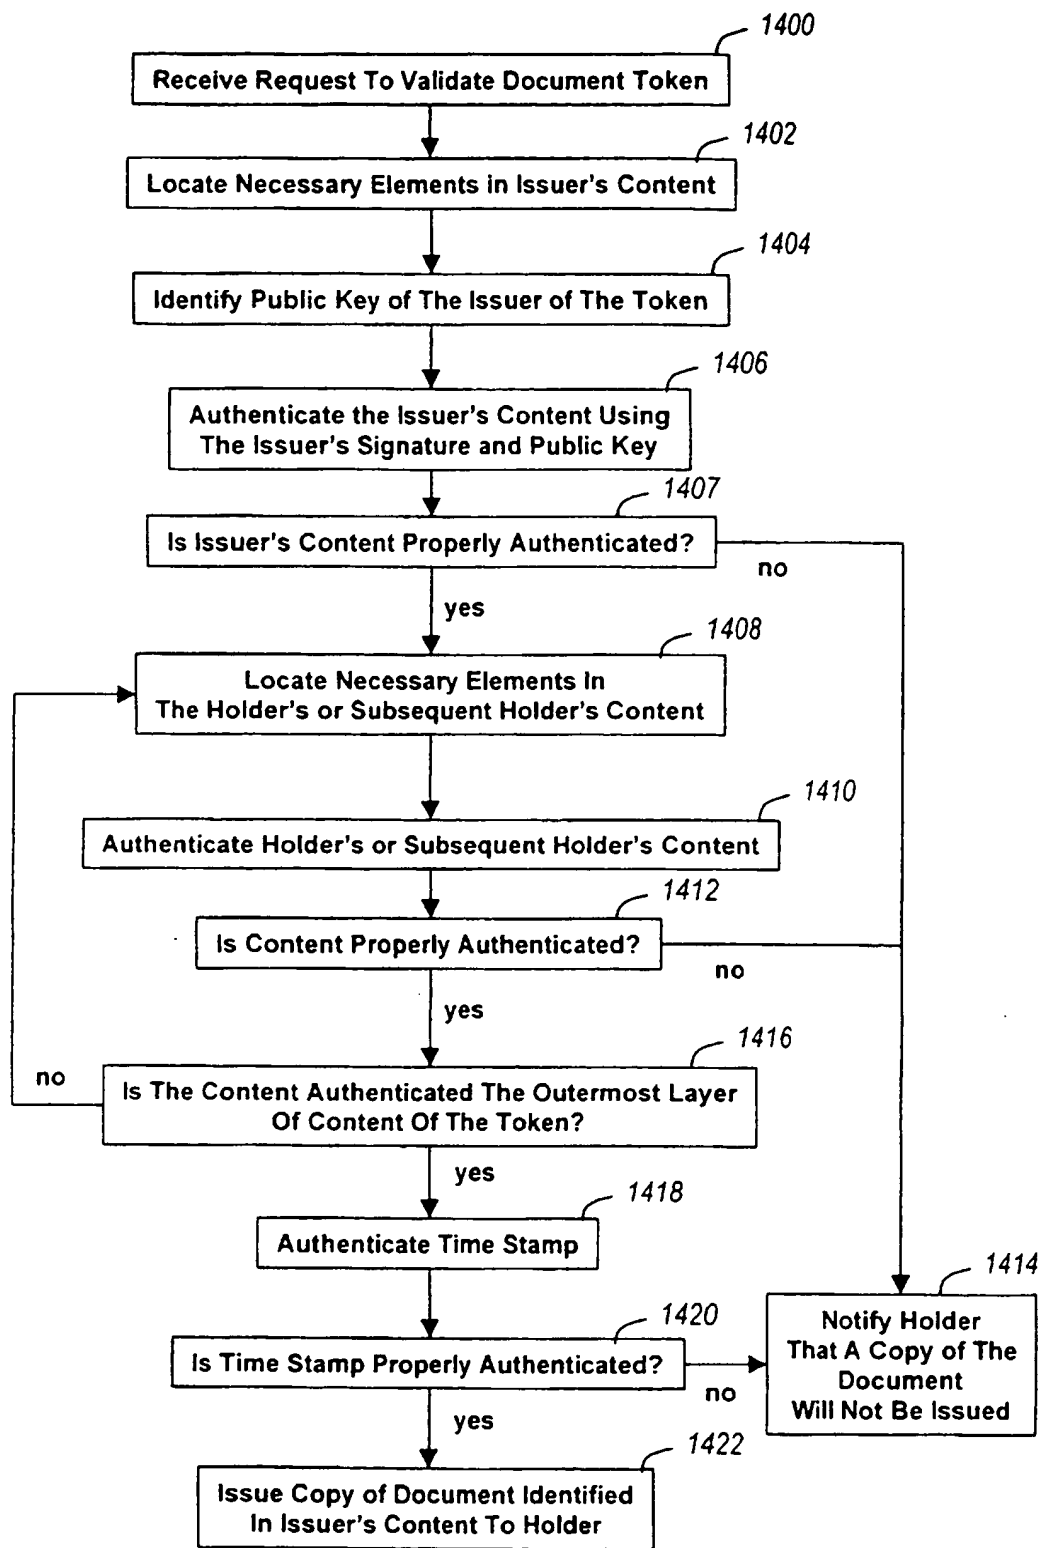 1400
Receive Request To Validate Document Token
1402
Locate Necessary Elements in Issuer's Content
1404
Identify Public Key of The Issuer of The Token
1406
Authenticate the Issuer's Content Using
The Issuer's Signature and Public Key
1407
Is Issuer's Content Properly Authenticated?
no
yes
1408
Locate Necessary Elements In
The Holder's or Subsequent Holder's Content
1410
Authenticate Holder's or Subsequent Holder's Content
1412
Is Content Properly Authenticated?
no
yes
1416
no
Is The Content Authenticated The Outermost Layer
Of Content Of The Token?
yes
1418
Authenticate Time Stamp
1414
Notify Holder
That A Copy of The
Document
Will Not Be Issued
1420
Is Time Stamp Properly Authenticated?
no
yes
1422
Issue Copy of Document Identified
In Issuer's Content To Holder